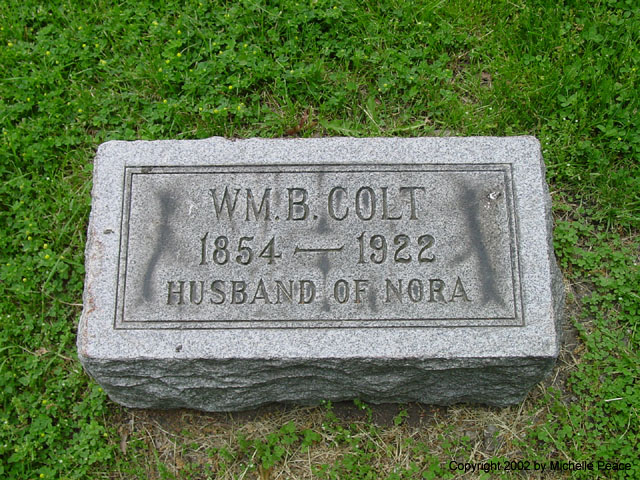 WM. B. COLT
1854 — 1922
HUSBAND OF NORA
Copyright 2002 by Michelle Peace